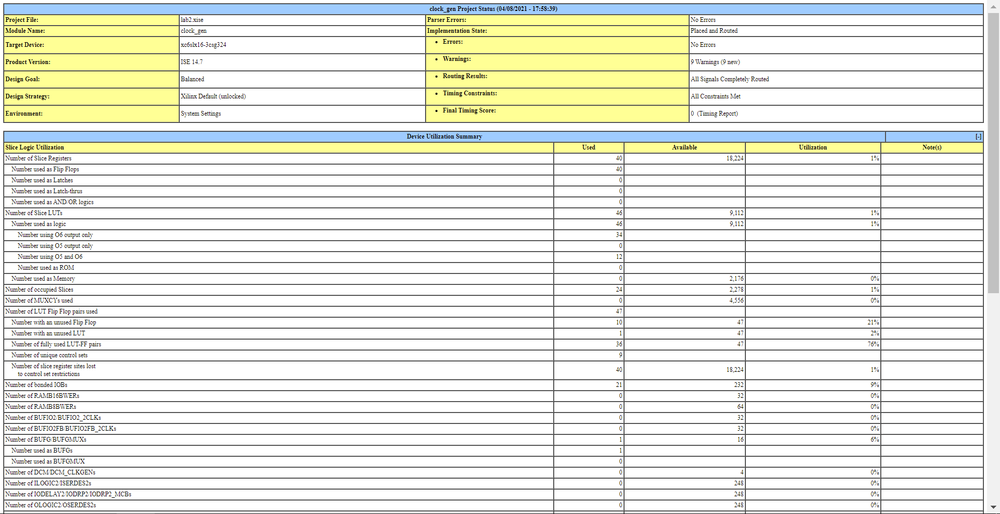 clock_gen Project Status (04/08/2021 - 17:58:39)
Project File: lab2.xise Parser Errors: No Errors
Module Name: clock_gen Implementation State: Placed and Routed
Target Device: xc6slx16-3csg324 • Errors: No Errors
Product Version: ISE 14.7 • Warnings: 9 Warnings (9 new)
Design Goal: Balanced • Routing Results: All Signals Completely Routed
Design Strategy: Xilinx Default (unlocked) • Timing Constraints: All Constraints Met
Environment: System Settings • Final Timing Score: 0 (Timing Report)
Device Utilization Summary [-]
Slice Logic Utilization Used Available Utilization Note(s)
Number of Slice Registers 40 18,224 1%
Number used as Flip Flops 40
Number used as Latches 0
Number used as Latch-thrus 0
Number used as AND/OR logics 0
Number of Slice LUTs 46 9,112 1%
Number used as logic 46 9,112 1%
Number using O6 output only 34
Number using O5 output only 0
Number using O5 and O6 12
Number used as ROM 0
Number used as Memory 0 2,176 0%
Number of occupied Slices 24 2,278 1%
Number of MUXCYs used 0 4,556 0%
Number of LUT Flip Flop pairs used 47
Number with an unused Flip Flop 10 47 21%
Number with an unused LUT 1 47 2%
Number of fully used LUT-FF pairs 36 47 76%
Number of unique control sets 9
Number of slice register sites lost
to control set restrictions 40 18,224 1%
Number of bonded IOBs 21 232 9%
Number of RAMB16BWERs 0 32 0%
Number of RAMB8BWERs 0 64 0%
Number of BUFIO2/BUFIO2_2CLKs 0 32 0%
Number of BUFIO2FB/BUFIO2FB_2CLKs 0 32 0%
Number of BUFG/BUFGMUXs 1 16 6%
Number used as BUFGs 1
Number used as BUFGMUX 0
Number of DCM/DCM_CLKGENs 0 4 0%
Number of ILOGIC2/ISERDES2s 0 248 0%
Number of IODELAY2/IODRP2/IODRP2_MCBs 0 248 0%
Number of OLOGIC2/OSERDES2s 0 248 0%